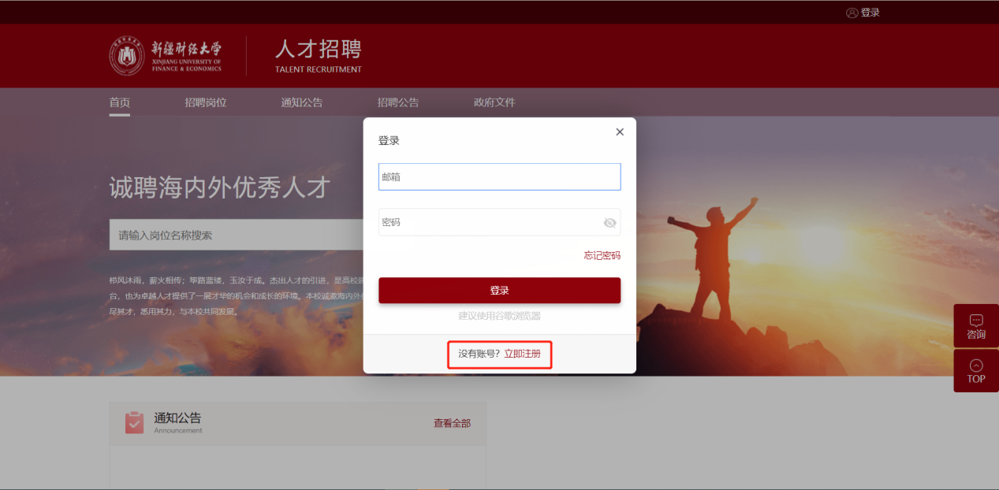 登录
新疆财经大学
XINJIANG UNIVERSITY OF
FINANCE & ECONOMICS
人才招聘
TALENT RECRUITMENT
首页
招聘岗位
通知公告
招聘公告
政府文件
诚聘海内外优秀人才
请输入岗位名称搜索
栉风沐雨，薪火相传；筚路蓝缕，玉汝于成。杰出人才的引进，是高校
台，也为卓越人才提供了一展才华的机会和成长的环境。本校诚邀海内外
尽其才，悉用其力，与本校共同发展。
登录
邮箱
密码
忘记密码
登录
建议使用谷歌浏览器
没有账号？立即注册
咨询
TOP
通知公告
Announcement
查看全部